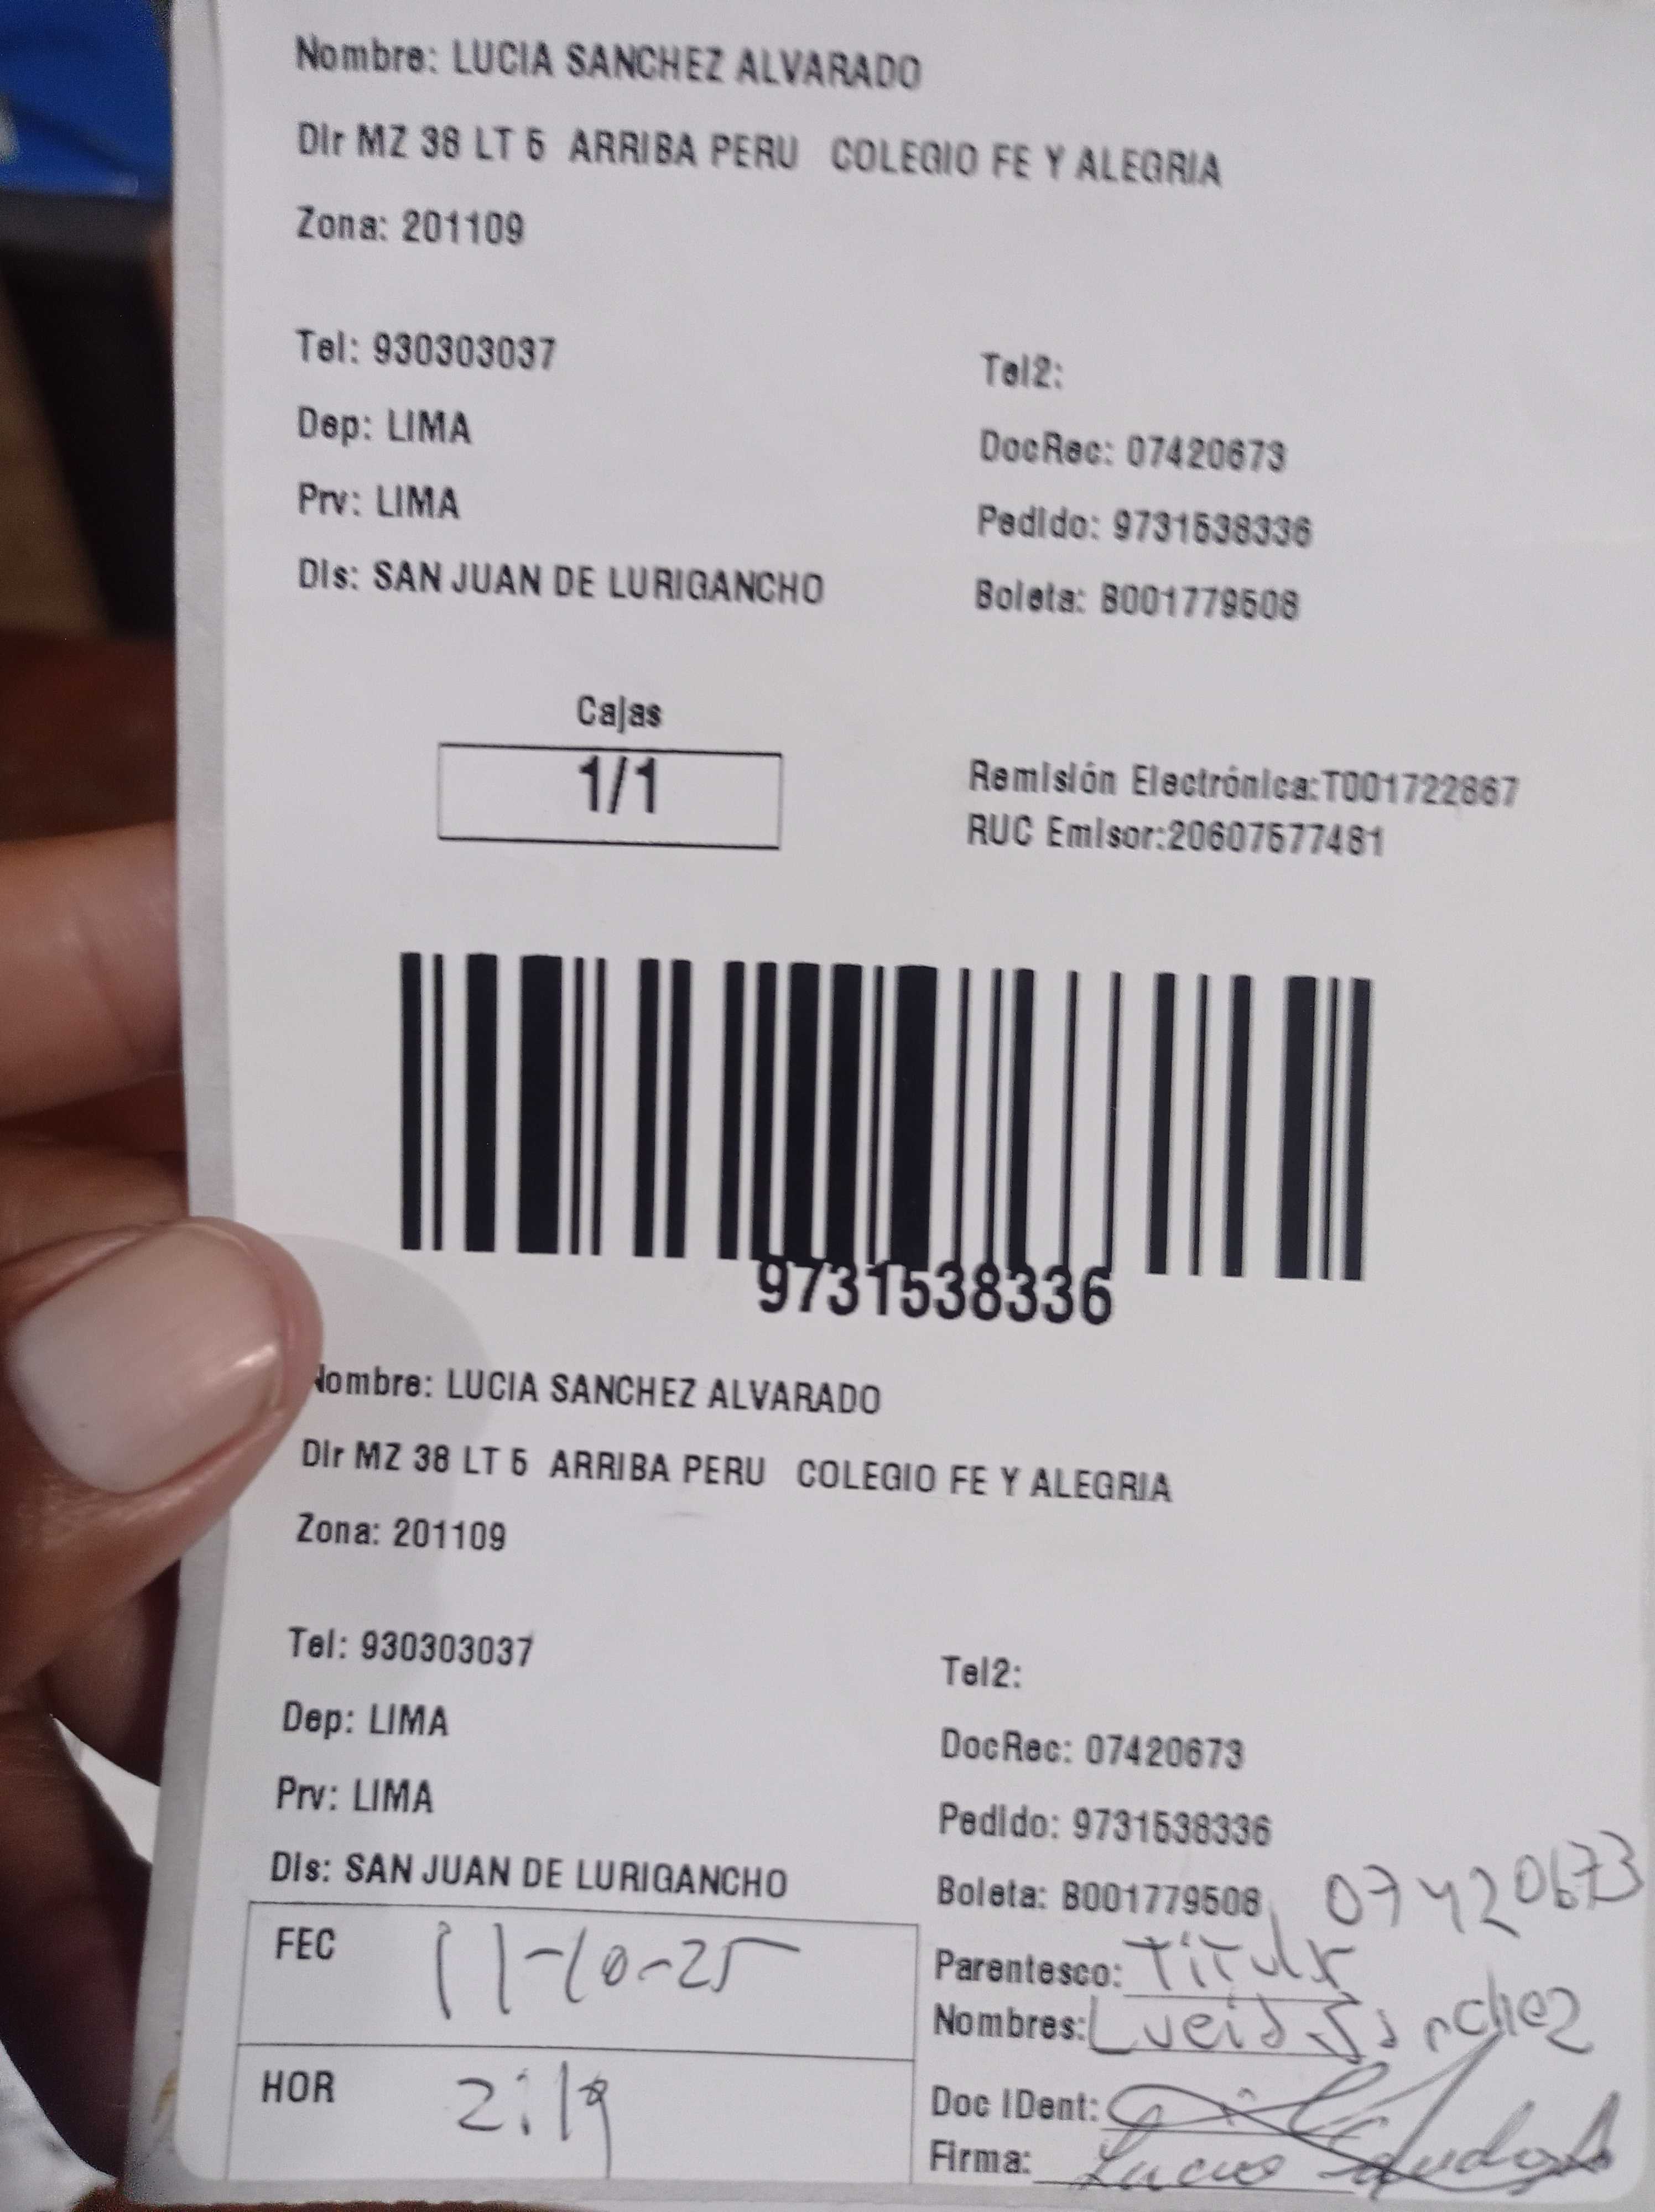 Nombre: LUCIA SANCHEZ ALVARADO
Dir MZ 38 LT 5 ARRIBA PERU COLEGIO FE Y ALEGRIA
Zona: 201109
Tel: 930303037 Tel2:
Dep: LIMA DocRec: 07420673
Prv: LIMA Pedido: 9731538336
Dis: SAN JUAN DE LURIGANCHO Boleta: B001779508
Cajas
1/1
Remisión Electrónica:T001722867
RUC Emisor:20607577481
9731538336
Nombre: LUCIA SANCHEZ ALVARADO
Dir MZ 38 LT 5 ARRIBA PERU COLEGIO FE Y ALEGRIA
Zona: 201109
Tel: 930303037 Tel2:
Dep: LIMA DocRec: 07420673
Prv: LIMA Pedido: 9731538336
Dis: SAN JUAN DE LURIGANCHO Boleta: B001779508 07420673
FEC 11-10-25
Parentesco: Titular
Nombres: Lucia Sanchez
HOR 2:19
Doc IDent:
Firma: